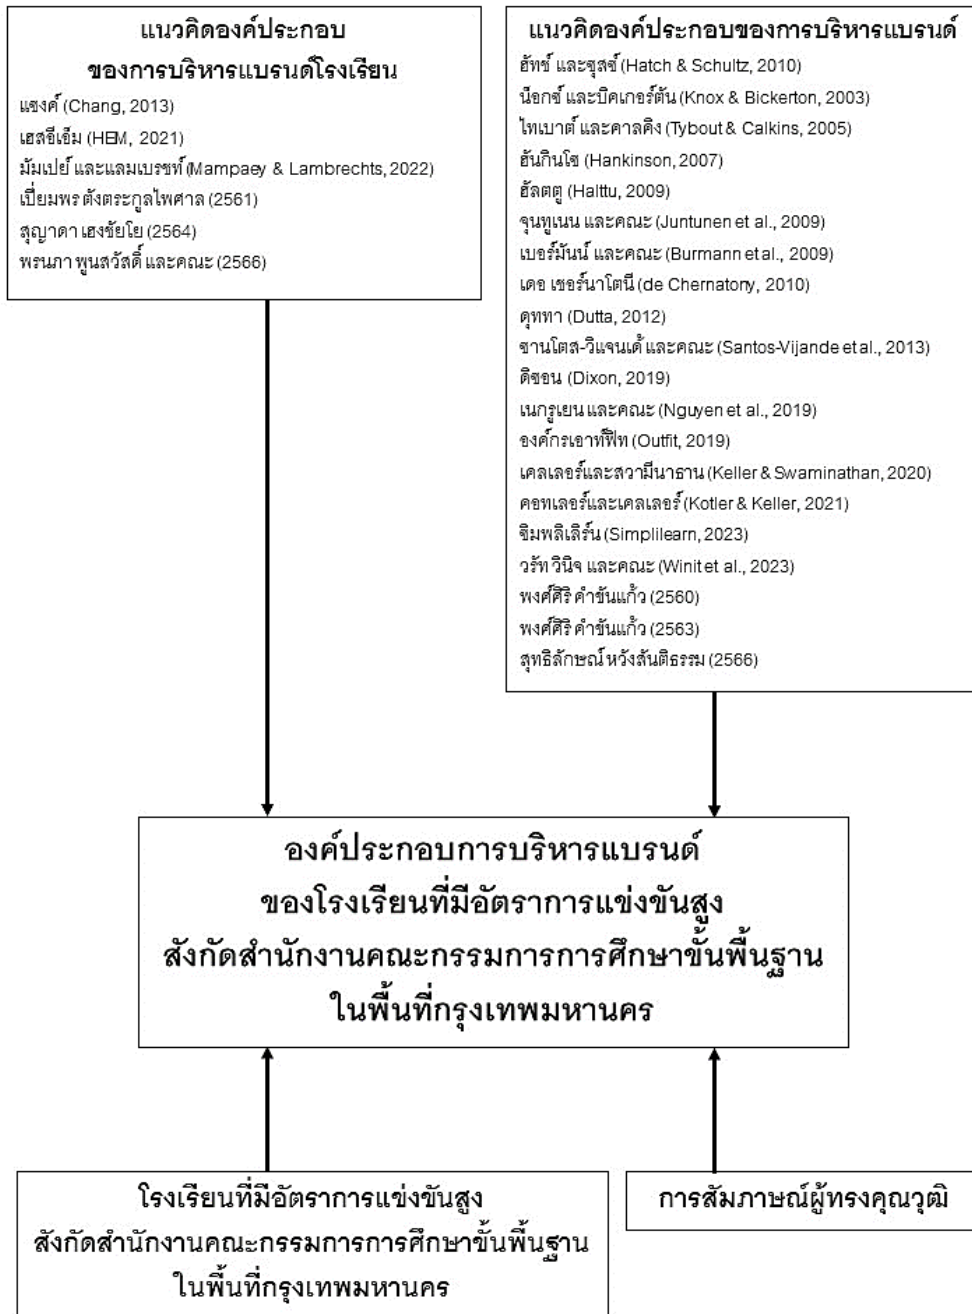 แนวคิดองค์ประกอบ
ของการบริหารแบรนด์โรงเรียน
แชงค์ (Chang, 2013)
เฮสอีเอ็ม (HEM, 2021)
มัมเปย์ และแลมเบรชท์ (Mampaey & Lambrechts, 2022)
เปี่ยมพร ตังตระกูลไพศาล (2561)
สุญาดา เฮงชัยโย (2564)
พรนภา พูนสวัสดิ์ และคณะ (2566)
แนวคิดองค์ประกอบของการบริหารแบรนด์
ฮัทช์ และชูสซ์ (Hatch & Schultz, 2010)
น็อกซ์ และบิคเกอร์ตัน (Knox & Bickerton, 2003)
ไทเบาต์ และคาลคิง (Tybout & Calkins, 2005)
ฮันกินโซ (Hankinson, 2007)
ฮัลตตู (Halttu, 2009)
จุนทูเนน และคณะ (Juntunen et al., 2009)
เบอร์มันน์ และคณะ (Burmann et al., 2009)
เดอ เชอร์นาโตนี (de Chernatony, 2010)
ดุททา (Dutta, 2012)
ซานโตส-วิแจนเด้ และคณะ (Santos-Vijande et al., 2013)
ดิซอน (Dixon, 2019)
เนกรูเยน และคณะ (Nguyen et al., 2019)
องค์กรเอาท์ฟิท (Outfit, 2019)
เคลเลอร์และสวามีนาธาน (Keller & Swaminathan, 2020)
คอทเลอร์และเคลเลอร์ (Kotler & Keller, 2021)
ซิมพลิเลิร์น (Simplilearn, 2023)
วรัท วินิจ และคณะ (Winit et al., 2023)
พงศ์ศิริ คำขันแก้ว (2560)
พงศ์ศิริ คำขันแก้ว (2563)
สุทธิลักษณ์ หวังสันติธรรม (2566)
องค์ประกอบการบริหารแบรนด์
ของโรงเรียนที่มีอัตราการแข่งขันสูง
สังกัดสำนักงานคณะกรรมการการศึกษาขั้นพื้นฐาน
ในพื้นที่กรุงเทพมหานคร
โรงเรียนที่มีอัตราการแข่งขันสูง
สังกัดสำนักงานคณะกรรมการการศึกษาขั้นพื้นฐาน
ในพื้นที่กรุงเทพมหานคร
การสัมภาษณ์ผู้ทรงคุณวุฒิ